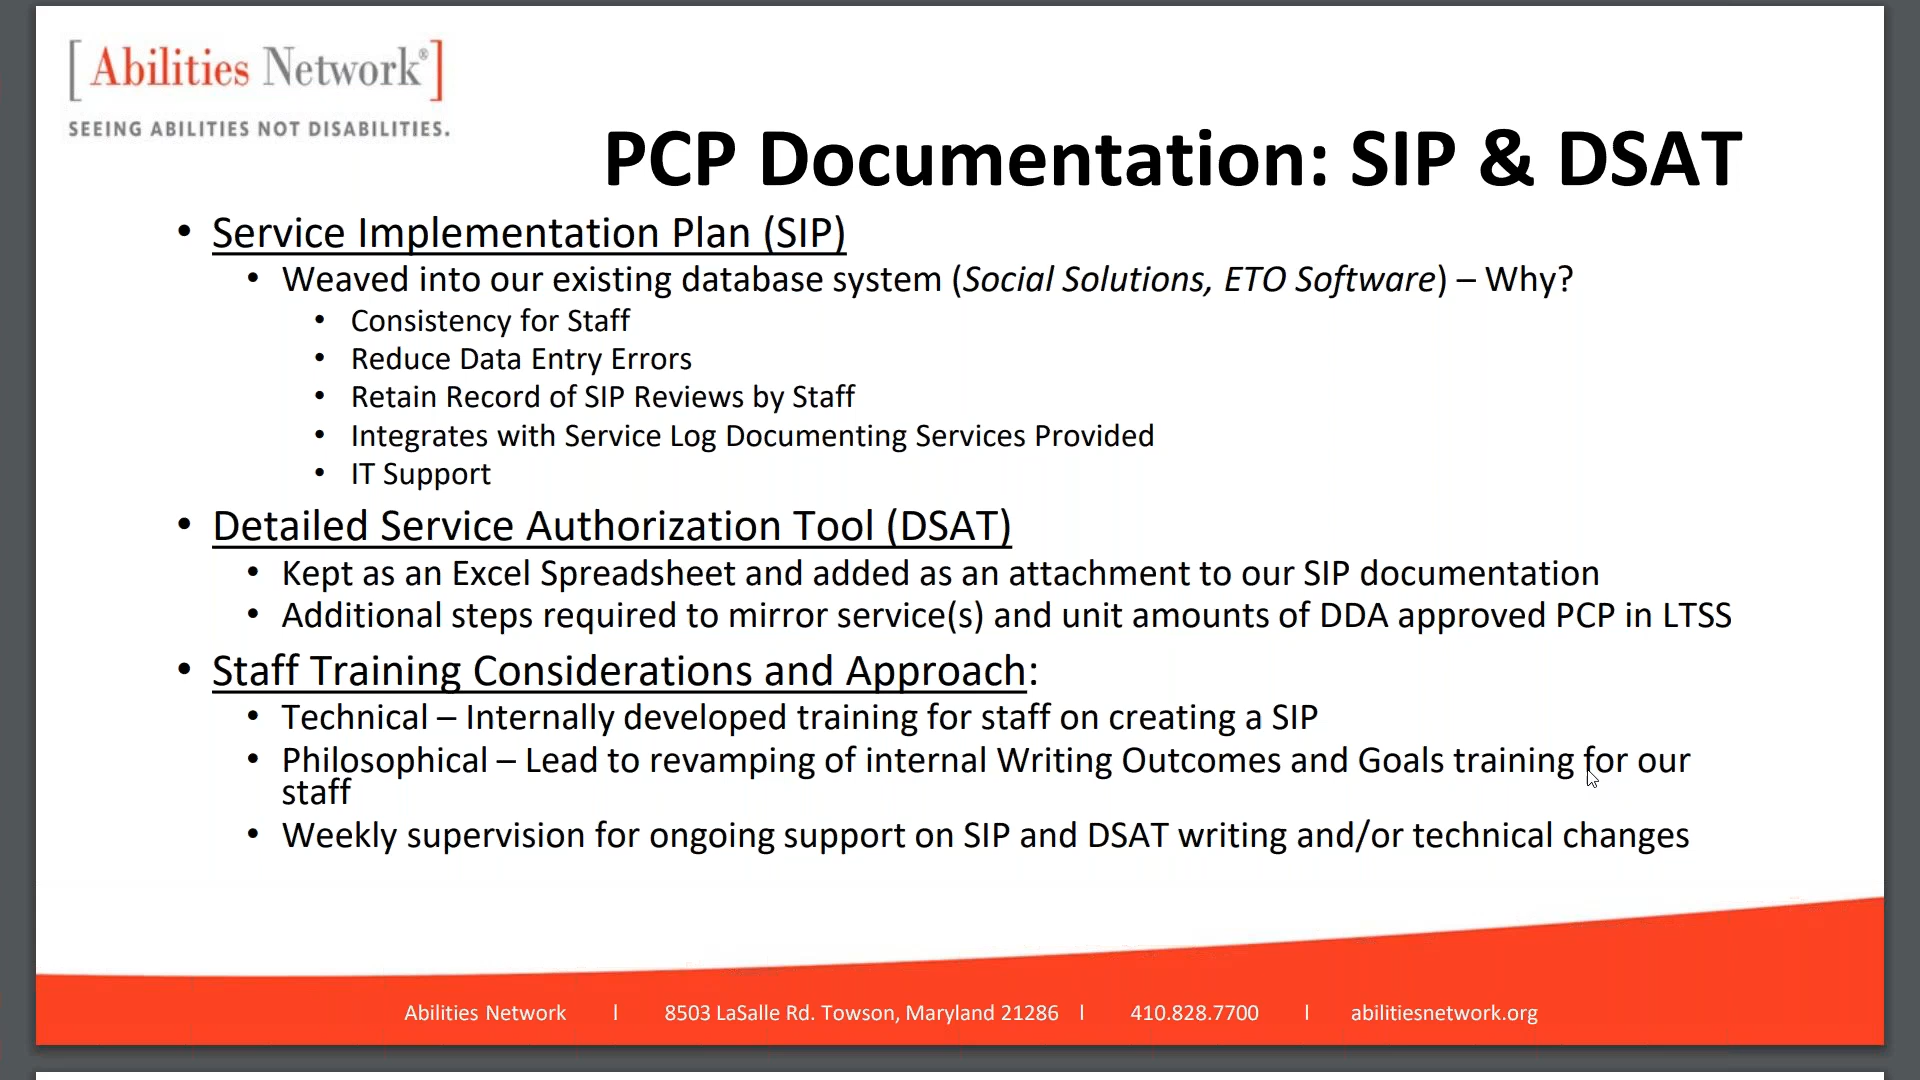 [Abilities Network®]
SEEING ABILITIES NOT DISABILITIES.
PCP Documentation: SIP & DSAT
• Service Implementation Plan (SIP)
• Weaved into our existing database system (Social Solutions, ETO Software) – Why?
• Consistency for Staff
• Reduce Data Entry Errors
• Retain Record of SIP Reviews by Staff
• Integrates with Service Log Documenting Services Provided
• IT Support
• Detailed Service Authorization Tool (DSAT)
• Kept as an Excel Spreadsheet and added as an attachment to our SIP documentation
• Additional steps required to mirror service(s) and unit amounts of DDA approved PCP in LTSS
• Staff Training Considerations and Approach:
• Technical – Internally developed training for staff on creating a SIP
• Philosophical – Lead to revamping of internal Writing Outcomes and Goals training for our
staff
• Weekly supervision for ongoing support on SIP and DSAT writing and/or technical changes
Abilities Network l 8503 LaSalle Rd. Towson, Maryland 21286 l 410.828.7700 l abilitiesnetwork.org